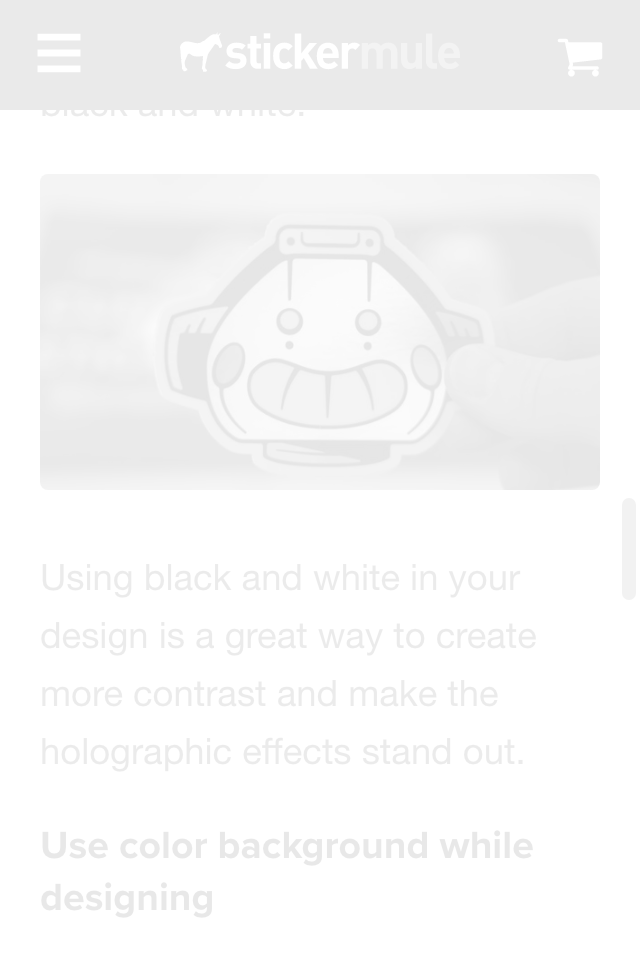 stickermule
black and white.
Using black and white in your
design is a great way to create
more contrast and make the
holographic effects stand out.
Use color background while
designing